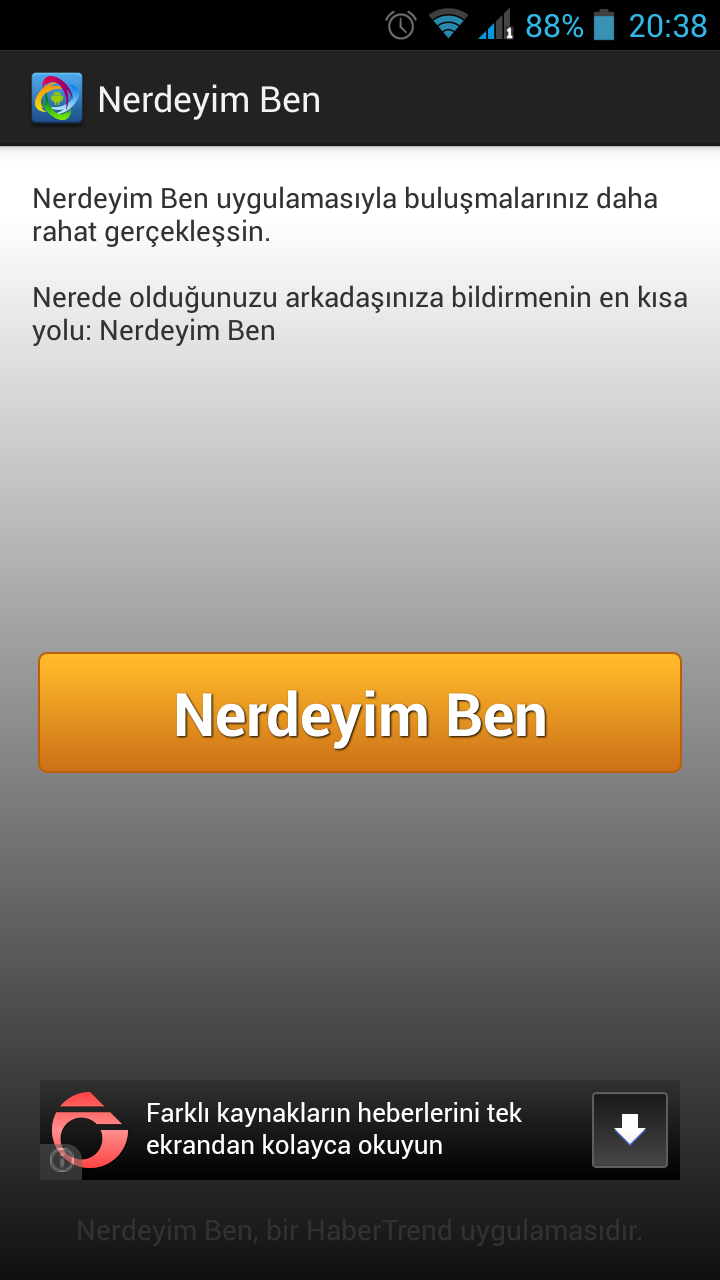 88% 20:38
Nerdeyim Ben
Nerdeyim Ben uygulamasıyla buluşmalarınız daha
rahat gerçekleşsin.
Nerede olduğunuzu arkadaşınıza bildirmenin en kısa
yolu: Nerdeyim Ben
Nerdeyim Ben
Farklı kaynakların heberlerini tek
ekrandan kolayca okuyun
Nerdeyim Ben, bir HaberTrend uygulamasıdır.